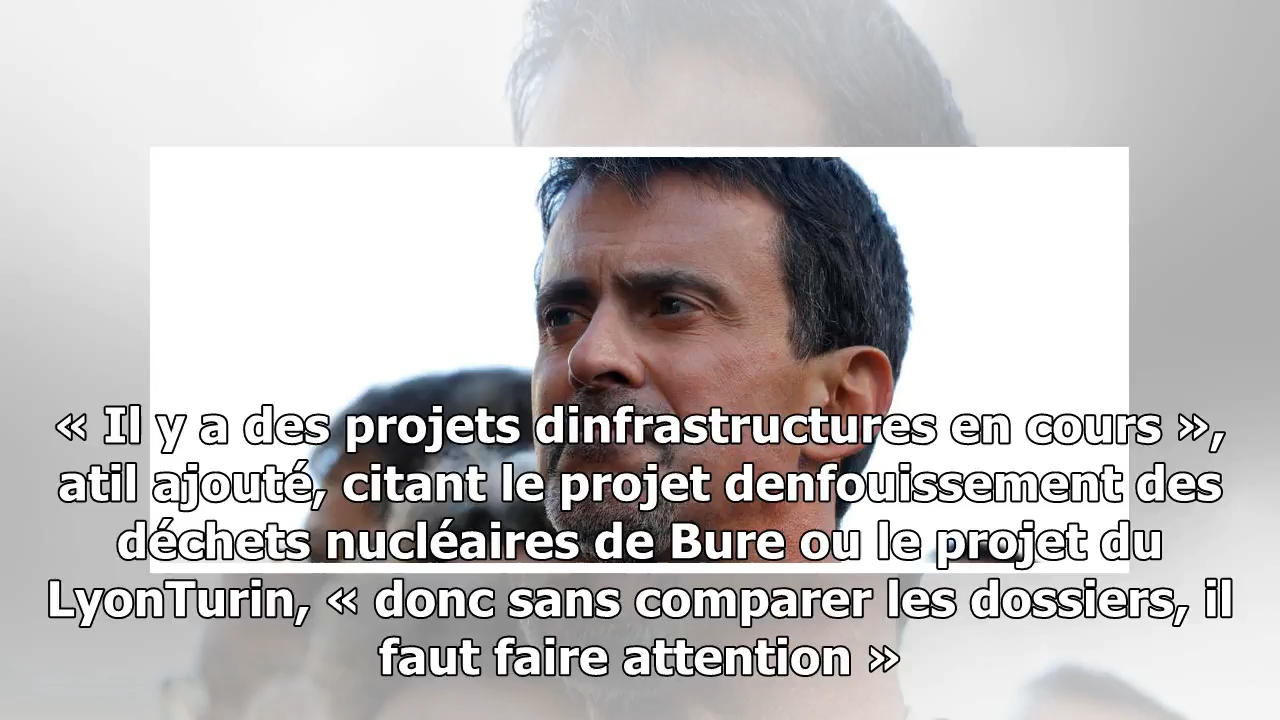 « Il y a des projets dinfrastructures en cours »,
atil ajouté, citant le projet denfouissement des
déchets nucléaires de Bure ou le projet du
LyonTurin, « donc sans comparer les dossiers, il
faut faire attention »